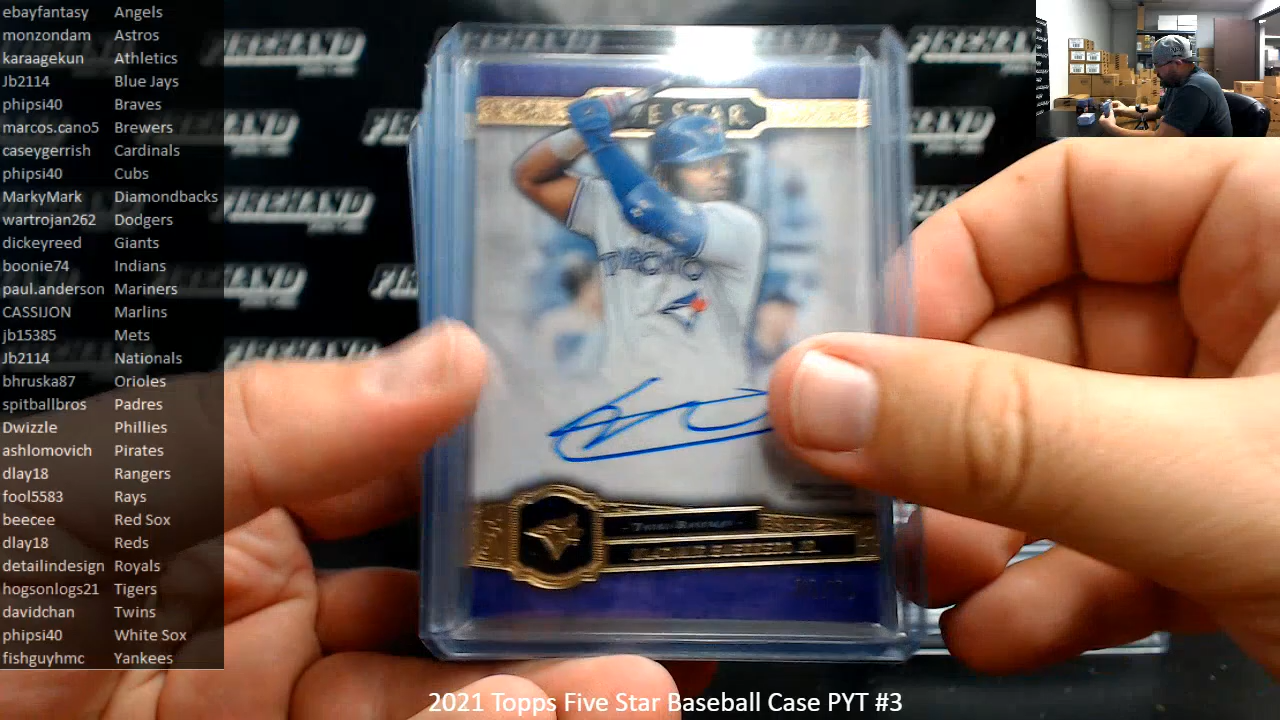 ebayfantasy Angels
monzondam Astros
karaagekun Athletics
Jb2114 Blue Jays
phipsi40 Braves
marcos.cano5 Brewers
caseygerrish Cardinals
phipsi40 Cubs
MarkyMark Diamondbacks
wartrojan262 Dodgers
dickeyreed Giants
boonie74 Indians
paul.anderson Mariners
CASSIJON Marlins
jb15385 Mets
Jb2114 Nationals
bhruska87 Orioles
spitballbros Padres
Dwizzle Phillies
ashlomovich Pirates
dlay18 Rangers
fool5583 Rays
beecee Red Sox
dlay18 Reds
detailindesign Royals
hogsonlogs21 Tigers
davidchan Twins
phipsi40 White Sox
fishguyhmc Yankees
FIREHAND
STAR
TORONTO
2021 Topps Five Star Baseball Case PYT #3